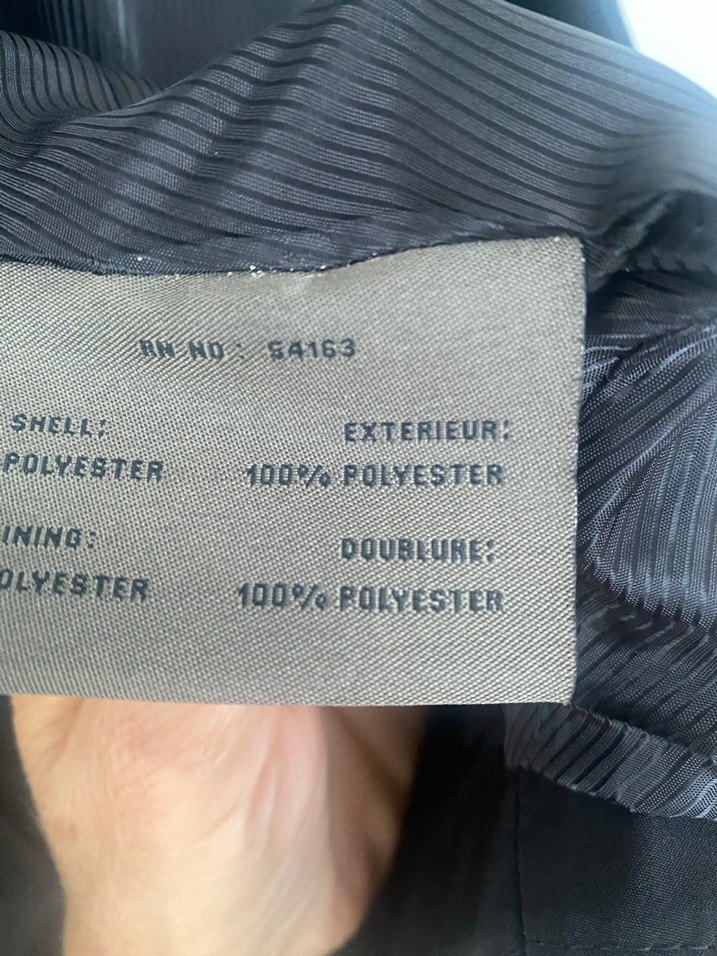 RN NO: 54163
SHELL: EXTERIEUR:
POLYESTER 100% POLYESTER
INING: DOUBLURE:
OLYESTER 100% POLYESTER